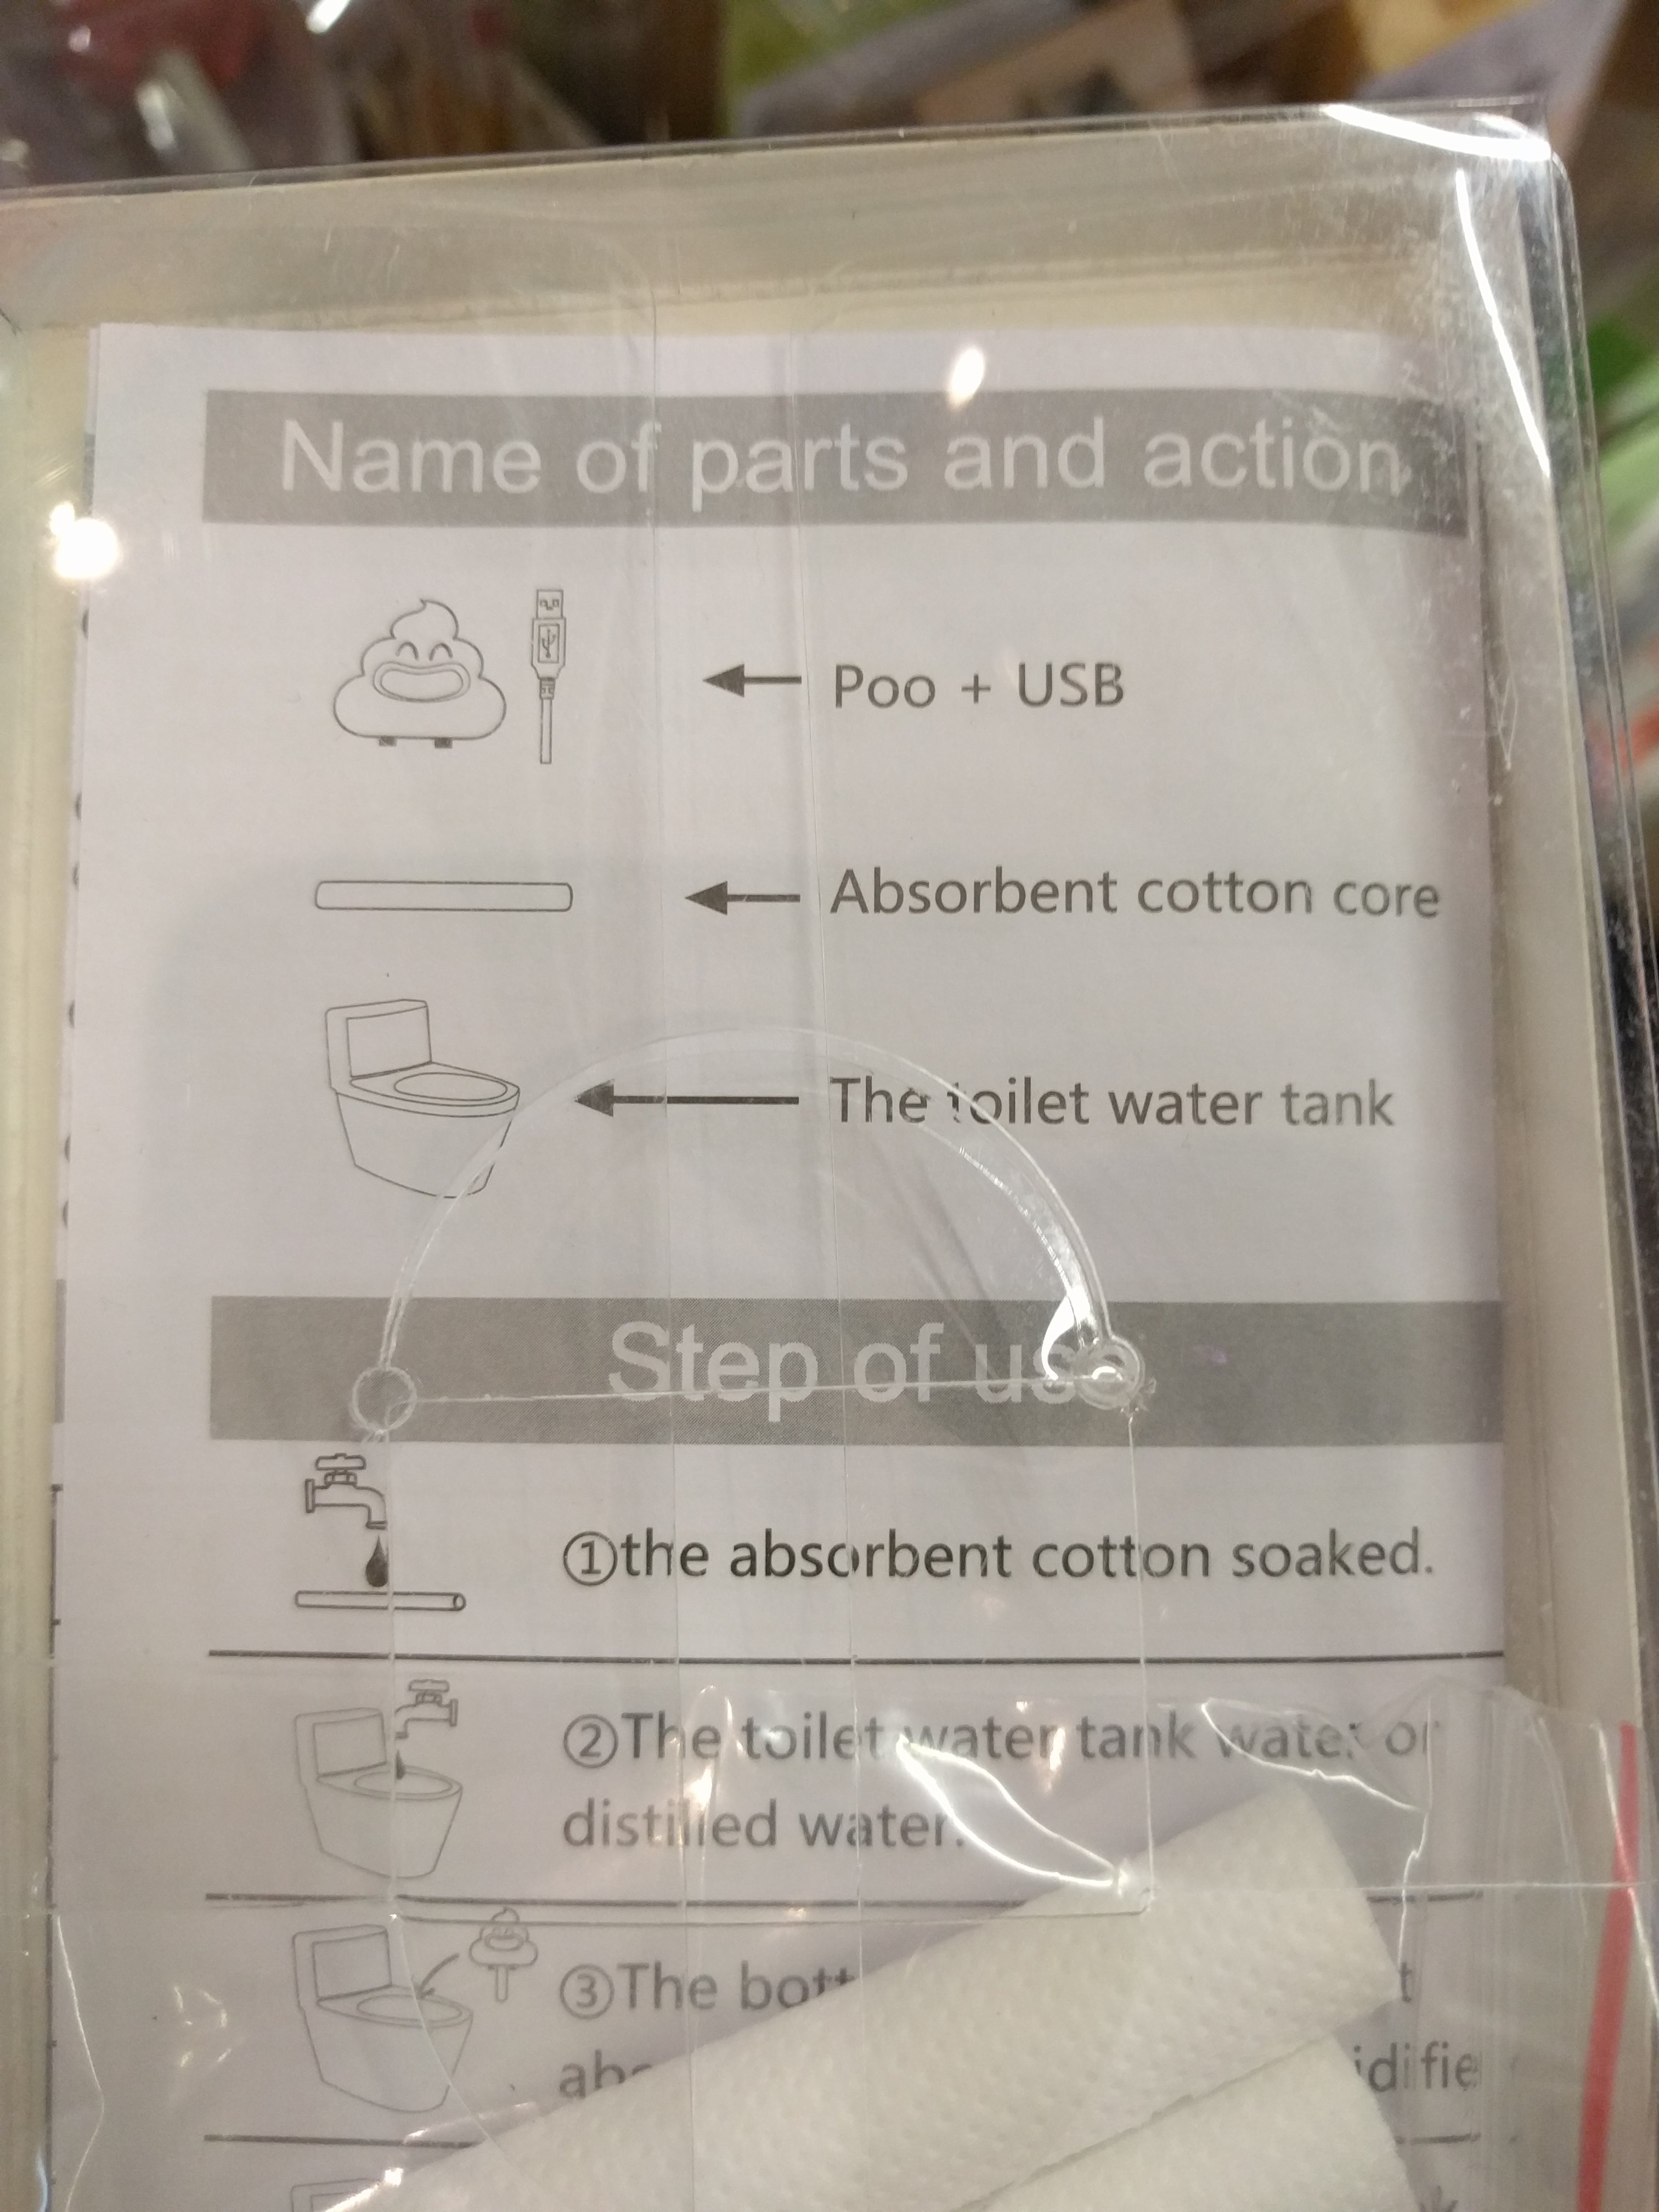 Name of parts and action
Poo + USB
Absorbent cotton core
The toilet water tank
Step of use
①the absorbent cotton soaked.
②The toilet water tank water or
distilled water.
③The